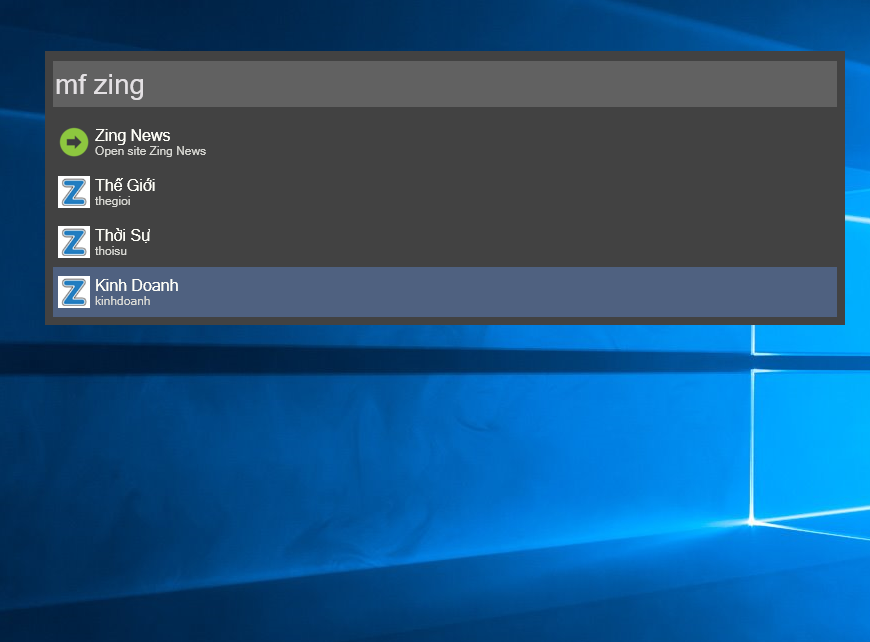 mf zing
Zing News
Open site Zing News
Thế Giới
thegioi
Thời Sự
thoisu
Kinh Doanh
kinhdoanh